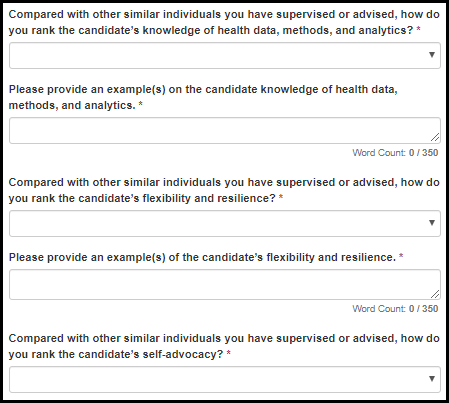 Compared with other similar individuals you have supervised or advised, how do
you rank the candidate's knowledge of health data, methods, and analytics? *
Please provide an example(s) on the candidate knowledge of health data,
methods, and analytics. *
Word Count: 0 / 350
Compared with other similar individuals you have supervised or advised, how do
you rank the candidate's flexibility and resilience? *
Please provide an example(s) of the candidate's flexibility and resilience. *
Word Count: 0 / 350
Compared with other similar individuals you have supervised or advised, how do
you rank the candidate's self-advocacy? *